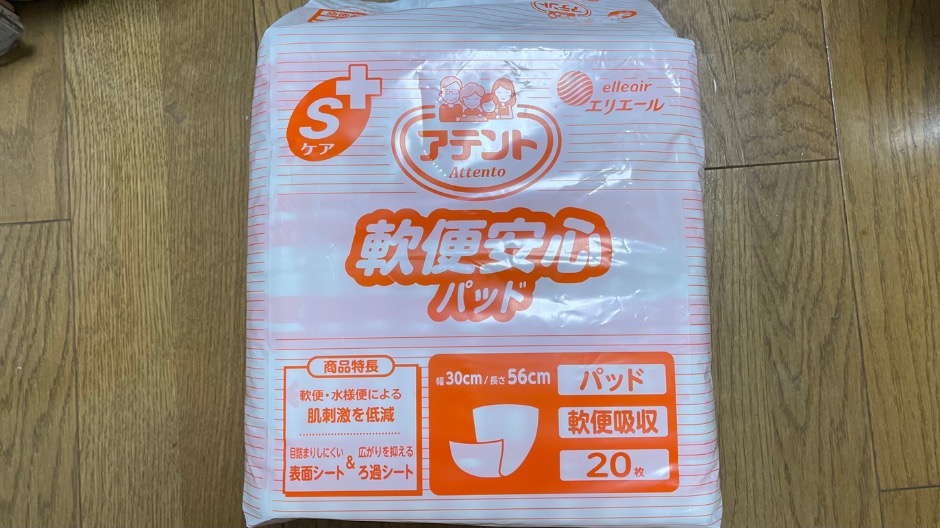 アテント
S+
ケア
アテント
Attento
elleair
エリエール
軟便安心
パッド
商品特長
軟便・水様便による
肌刺激を低減
目詰まりしにくい 広がりを抑える
表面シート&ろ過シート
幅30cm/長さ56cm
パッド
軟便吸収
20枚